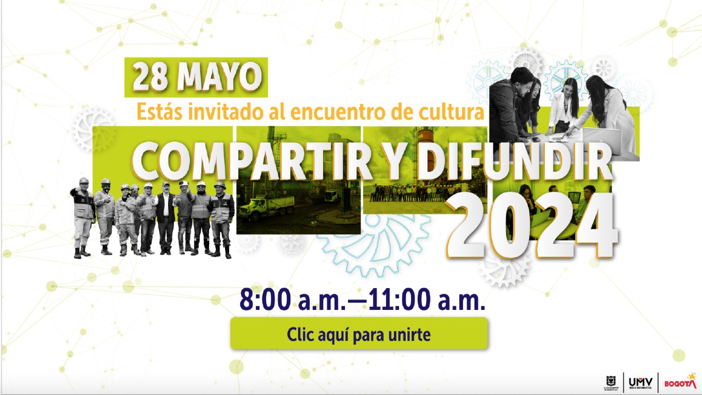 28 MAYO
Estás invitado al encuentro de cultura
COMPARTIR Y DIFUNDIR
2024
8:00 a.m.—11:00 a.m.
Clic aquí para unirte
UMV
BOGOTÁ